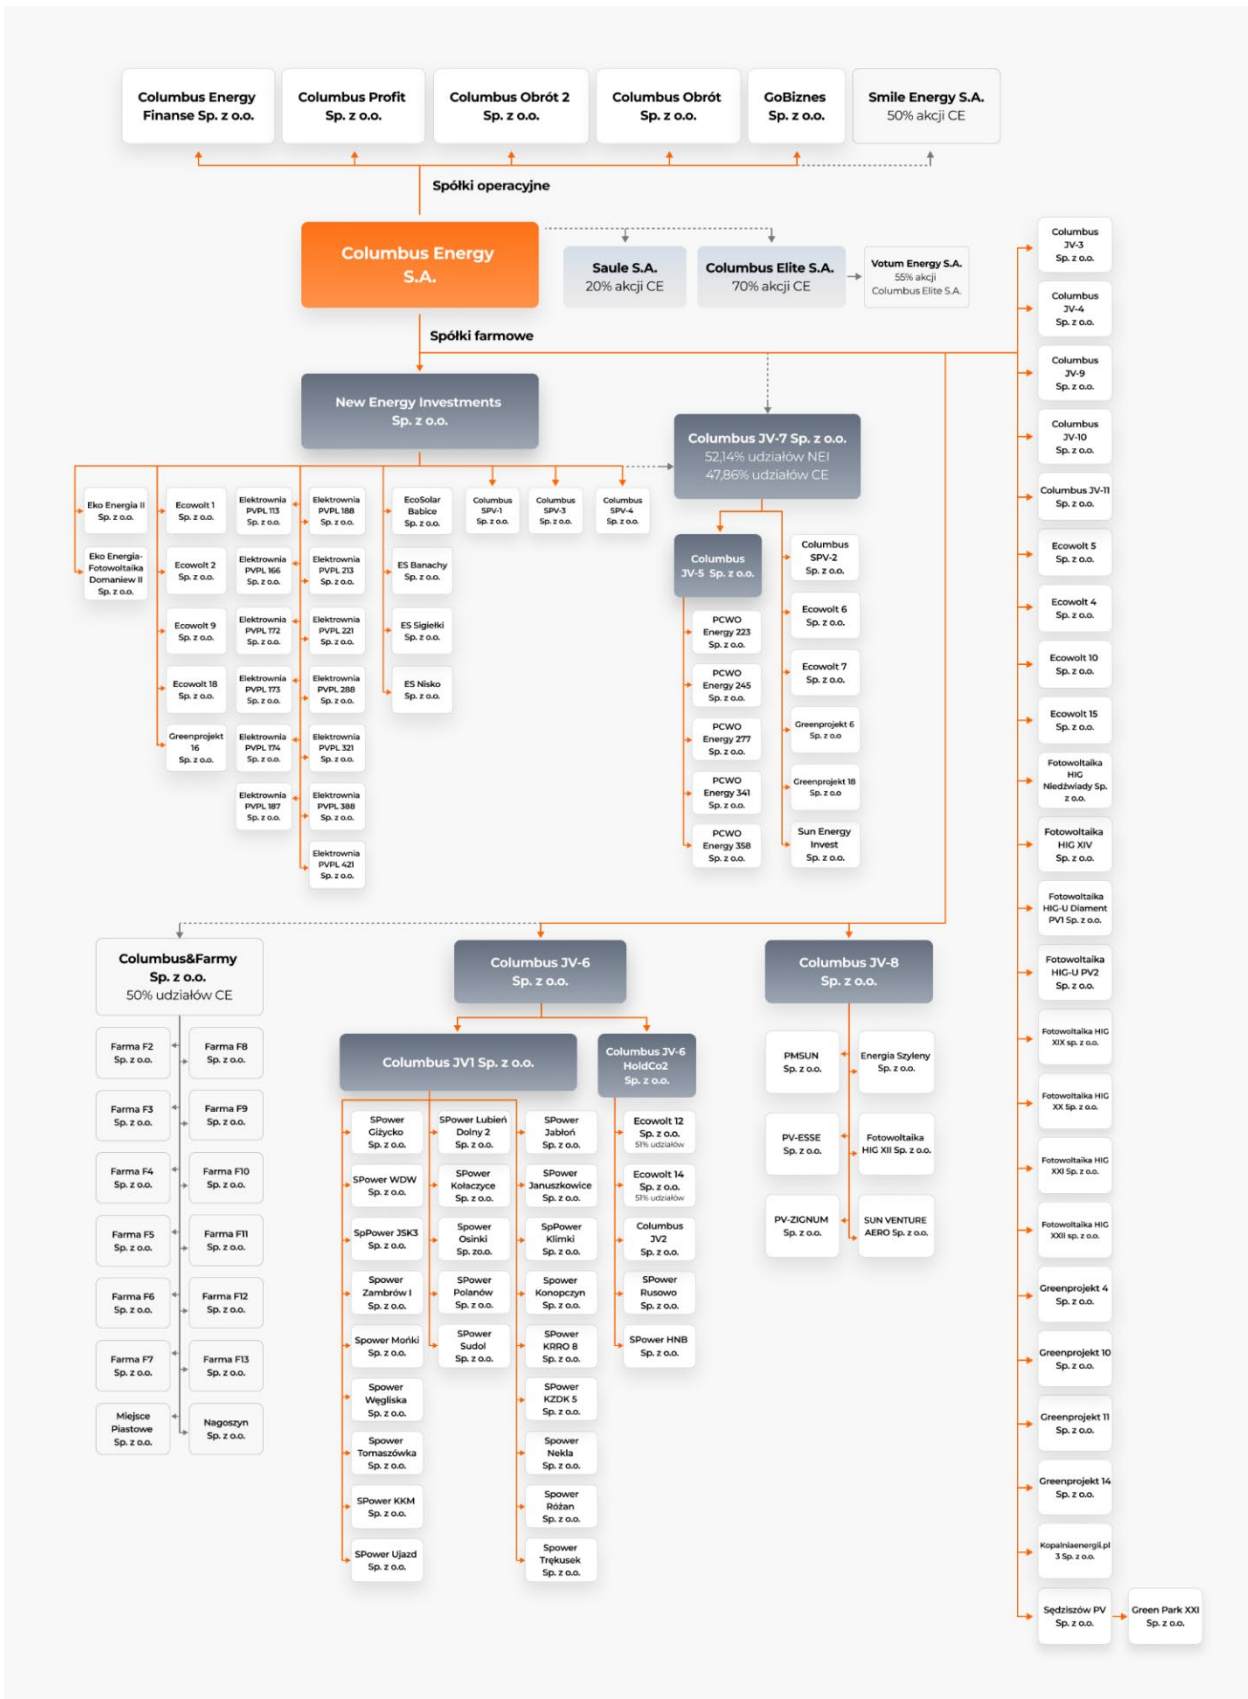 Columbus Energy
Finanse Sp. z o.o.
Columbus Profit
Sp. z o.o.
Columbus Obrót 2
Sp. z o.o.
Columbus Obrót
Sp. z o.o.
GoBiznes
Sp. z o.o.
Smile Energy S.A.
50% akcji CE
Spółki operacyjne
Columbus Energy
S.A.
Saule S.A.
20% akcji CE
Columbus Elite S.A.
70% akcji CE
Votum Energy S.A.
55% akcji
Columbus Elite S.A.
Spółki farmowe
New Energy Investments
Sp. z o.o.
Columbus JV-7 Sp. z o.o.
52,14% udziałów NEI
47,86% udziałów CE
Eko Energia II
Sp. z o.o.
Eko Energia-
Fotowoltaika
Domaniew II
Sp. z o.o.
Ecowolt 1
Sp. z o.o.
Ecowolt 2
Sp. z o.o.
Ecowolt 9
Sp. z o.o.
Ecowolt 18
Sp. z o.o.
Greenprojekt
16
Sp. z o.o.
Elektrownia
PVPL 113
Sp. z o.o.
Elektrownia
PVPL 166
Sp. z o.o.
Elektrownia
PVPL 172
Sp. z o.o.
Elektrownia
PVPL 173
Sp. z o.o.
Elektrownia
PVPL 174
Sp. z o.o.
Elektrownia
PVPL 187
Sp. z o.o.
Elektrownia
PVPL 188
Sp. z o.o.
Elektrownia
PVPL 213
Sp. z o.o.
Elektrownia
PVPL 221
Sp. z o.o.
Elektrownia
PVPL 288
Sp. z o.o.
Elektrownia
PVPL 321
Sp. z o.o.
Elektrownia
PVPL 388
Sp. z o.o.
Elektrownia
PVPL 421
Sp. z o.o.
EcoSolar
Babice
Sp. z o.o.
ES Banachy
Sp. z o.o.
ES Sigiełki
Sp. z o.o.
ES Nisko
Sp. z o.o.
Columbus
SPV-1
Sp. z o.o.
Columbus
SPV-3
Sp. z o.o.
Columbus
SPV-4
Sp. z o.o.
Columbus
JV-5 Sp. z o.o.
PCWO
Energy 223
Sp. z o.o.
PCWO
Energy 245
Sp. z o.o.
PCWO
Energy 277
Sp. z o.o.
PCWO
Energy 341
Sp. z o.o.
PCWO
Energy 358
Sp. z o.o.
Columbus
SPV-2
Sp. z o.o.
Ecowolt 6
Sp. z o.o.
Ecowolt 7
Sp. z o.o.
Greenprojekt 6
Sp. z o.o
Greenprojekt 18
Sp. z o.o
Sun Energy
Invest
Sp. z o.o.
Columbus&Farmy
Sp. z o.o.
50% udziałów CE
Farma F2
Sp. z o.o.
Farma F8
Sp. z o.o.
Farma F3
Sp. z o.o.
Farma F9
Sp. z o.o.
Farma F4
Sp. z o.o.
Farma F10
Sp. z o.o.
Farma F5
Sp. z o.o.
Farma F11
Sp. z o.o.
Farma F6
Sp. z o.o.
Farma F12
Sp. z o.o.
Farma F7
Sp. z o.o.
Farma F13
Sp. z o.o.
Miejsce
Piastowe
Sp. z o.o.
Nagoszyn
Sp. z o.o.
Columbus JV-6
Sp. z o.o.
Columbus JV1 Sp. z o.o.
SPower
Giżycko
Sp. z o.o.
SPower WDW
Sp. z o.o.
SpPower JSK3
Sp. z o.o.
Spower
Zambrów I
Sp. z o.o.
Spower Mońki
Sp. z o.o.
Spower
Węgliska
Sp. z o.o.
Spower
Tomaszówka
Sp. z o.o.
SPower KKM
Sp. z o.o.
SPower Ujazd
Sp. z o.o.
SPower Lubień
Dolny 2
Sp. z o.o.
SPower
Kołaczyce
Sp. z o.o.
Spower
Osinki
Sp. zo.o.
SPower
Polanów
Sp. z o.o.
SPower
Sudol
Sp. z o.o.
SPower
Jabłoń
Sp. z o.o.
SPower
Januszkowice
Sp. z o.o.
SpPower
Klimki
Sp. z o.o.
Spower
Konopczyn
Sp. z o.o.
SPower
KRRO 8
Sp. z o.o.
SPower
KZDK 5
Sp. z o.o.
Spower
Nekla
Sp. z o.o.
Spower
Różan
Sp. z o.o.
Spower
Trękusek
Sp. z o.o.
Columbus JV-6
HoldCo2
Sp. z o.o.
Ecowolt 12
Sp. z o.o.
51% udziałów
Ecowolt 14
Sp. z o.o.
51% udziałów
Columbus
JV2
Sp. z o.o.
SPower
Rusowo
Sp. z o.o.
SPower HNB
Sp. z o.o.
Columbus JV-8
Sp. z o.o.
PMSUN
Sp. z o.o.
Energia Szyleny
Sp. z o.o.
PV-ESSE
Sp. z o.o.
Fotowoltaika
HIG XII Sp. z o.o.
PV-ZIGNUM
Sp. z o.o.
SUN VENTURE
AERO Sp. z o.o.
Columbus
JV-3
Sp. z o.o.
Columbus
JV-4
Sp. z o.o.
Columbus
JV-9
Sp. z o.o.
Columbus
JV-10
Sp. z o.o.
Columbus JV-11
Sp. z o.o.
Ecowolt 5
Sp. z o.o.
Ecowolt 4
Sp. z o.o.
Ecowolt 10
Sp. z o.o.
Ecowolt 15
Sp. z o.o.
Fotowoltaika
HIG
Niedźwiady Sp.
z o.o.
Fotowoltaika
HIG XIV
Sp. z o.o.
Fotowoltaika
HIG-U Diament
PV1 Sp. z o.o.
Fotowoltaika
HIG-U PV2
Sp. z o.o.
Fotowoltaika HIG
XIX sp. z o.o.
Fotowoltaika HIG
XX Sp. z o.o.
Fotowoltaika HIG
XXI Sp. z o.o.
Fotowoltaika HIG
XXII sp. z o.o.
Greenprojekt 4
Sp. z o.o.
Greenprojekt 10
Sp. z o.o.
Greenprojekt 11
Sp. z o.o.
Greenprojekt 14
Sp. z o.o.
Kopalniaenergii.pl
3 Sp. z o.o.
Sędziszów PV
Sp. z o.o.
Green Park XXI
Sp. z o.o.